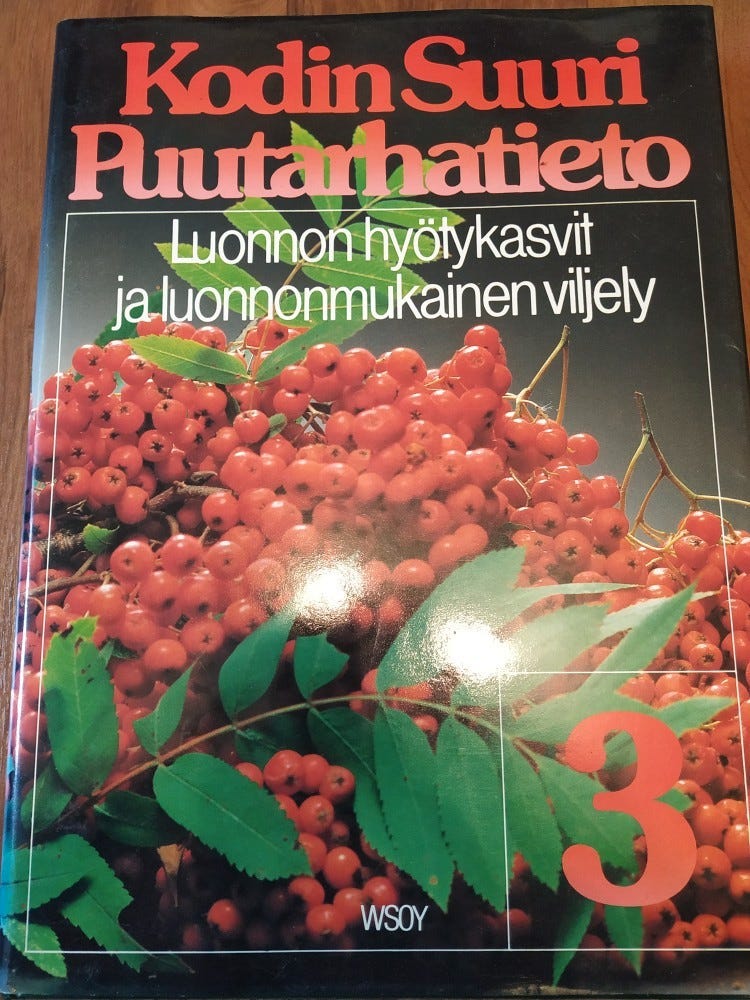 Kodin Suuri
Puutarhatieto
Luonnon hyötykasvit
ja luonnonmukainen viljely
3
WSOY